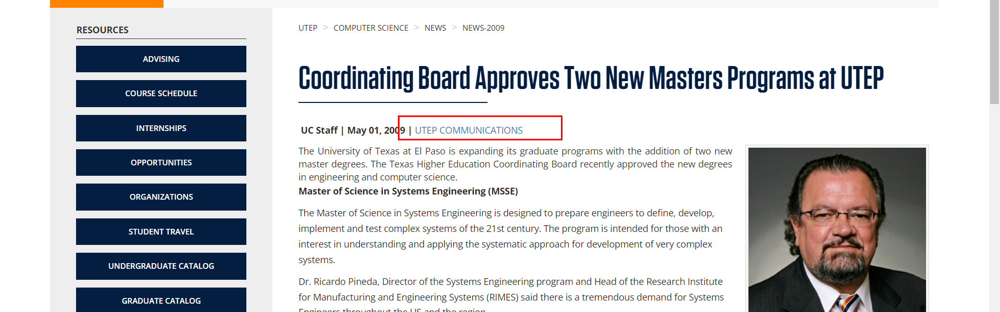 RESOURCES
ADVISING
COURSE SCHEDULE
INTERNSHIPS
OPPORTUNITIES
ORGANIZATIONS
STUDENT TRAVEL
UNDERGRADUATE CATALOG
GRADUATE CATALOG
UTEP > COMPUTER SCIENCE > NEWS > NEWS-2009
Coordinating Board Approves Two New Masters Programs at UTEP
UC Staff | May 01, 2009 | UTEP COMMUNICATIONS
The University of Texas at El Paso is expanding its graduate programs with the addition of two new
master degrees. The Texas Higher Education Coordinating Board recently approved the new degrees
in engineering and computer science.
Master of Science in Systems Engineering (MSSE)
The Master of Science in Systems Engineering is designed to prepare engineers to define, develop,
implement and test complex systems of the 21st century. The program is intended for those with an
interest in understanding and applying the systematic approach for development of very complex
systems.
Dr. Ricardo Pineda, Director of the Systems Engineering program and Head of the Research Institute
for Manufacturing and Engineering Systems (RIMES) said there is a tremendous demand for Systems
Engineers throughout the US and the region.